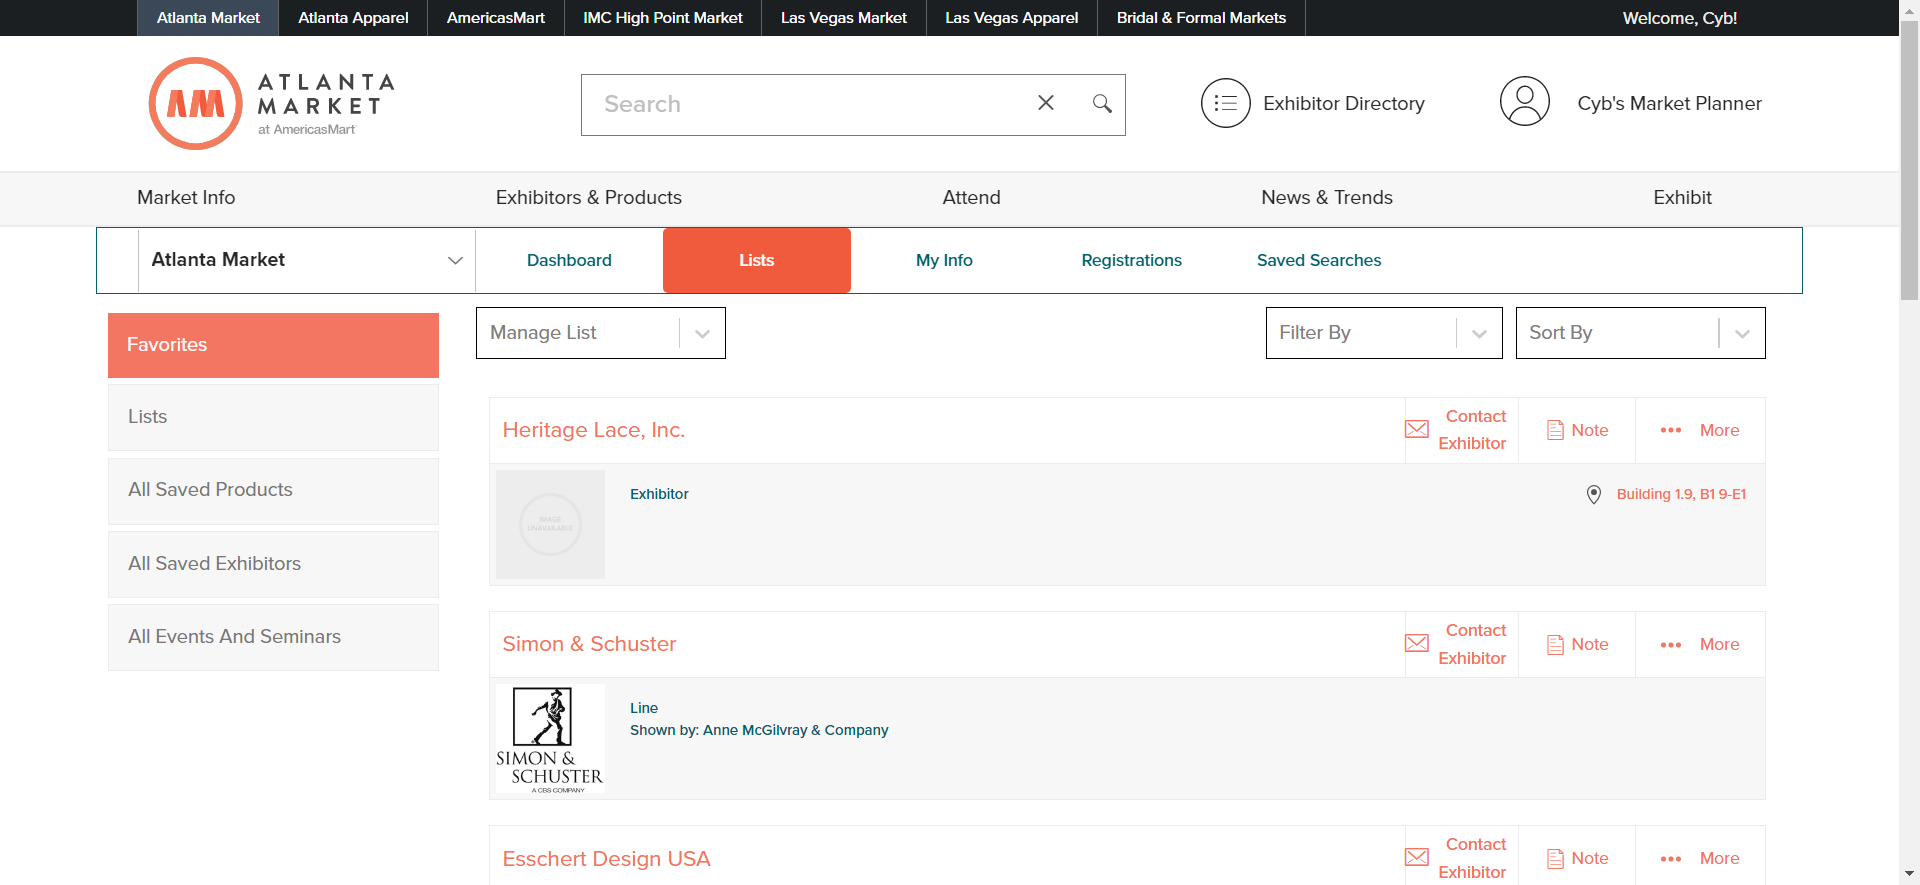 Atlanta Market
Atlanta Apparel
AmericasMart
IMC High Point Market
Las Vegas Market
Las Vegas Apparel
Bridal & Formal Markets
Welcome, Cyb!
AM
ATLANTA
MARKET
at AmericasMart
Search
Exhibitor Directory
Cyb's Market Planner
Market Info
Exhibitors & Products
Attend
News & Trends
Exhibit
Atlanta Market
Dashboard
Lists
My Info
Registrations
Saved Searches
Favorites
Lists
All Saved Products
All Saved Exhibitors
All Events And Seminars
Manage List
Filter By
Sort By
Heritage Lace, Inc.
Contact
Exhibitor
Note
More
IMAGE
UNAVAILABLE
Exhibitor
Building 1.9, B1 9-E1
Simon & Schuster
Contact
Exhibitor
Note
More
SIMON &
SCHUSTER
A CBS COMPANY
Line
Shown by: Anne McGilvray & Company
Esschert Design USA
Contact
Exhibitor
Note
More